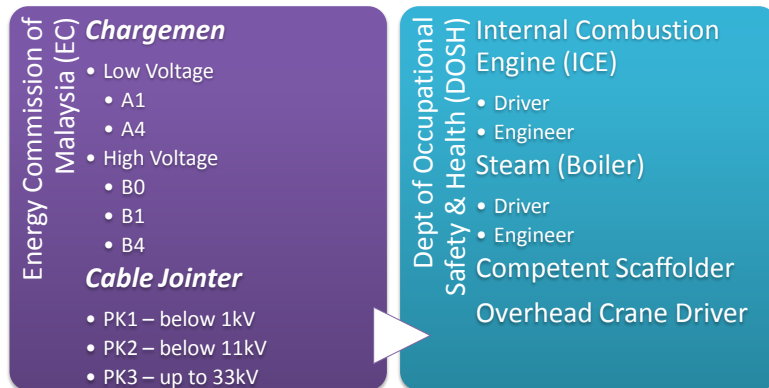 Energy Commission of
Malaysia (EC)
Chargemen
• Low Voltage
• A1
• A4
• High Voltage
• B0
• B1
• B4
Cable Jointer
• PK1 – below 1kV
• PK2 – below 11kV
• PK3 – up to 33kV
Dept of Occupational
Safety & Health (DOSH)
Internal Combustion
Engine (ICE)
• Driver
• Engineer
Steam (Boiler)
• Driver
• Engineer
Competent Scaffolder
Overhead Crane Driver